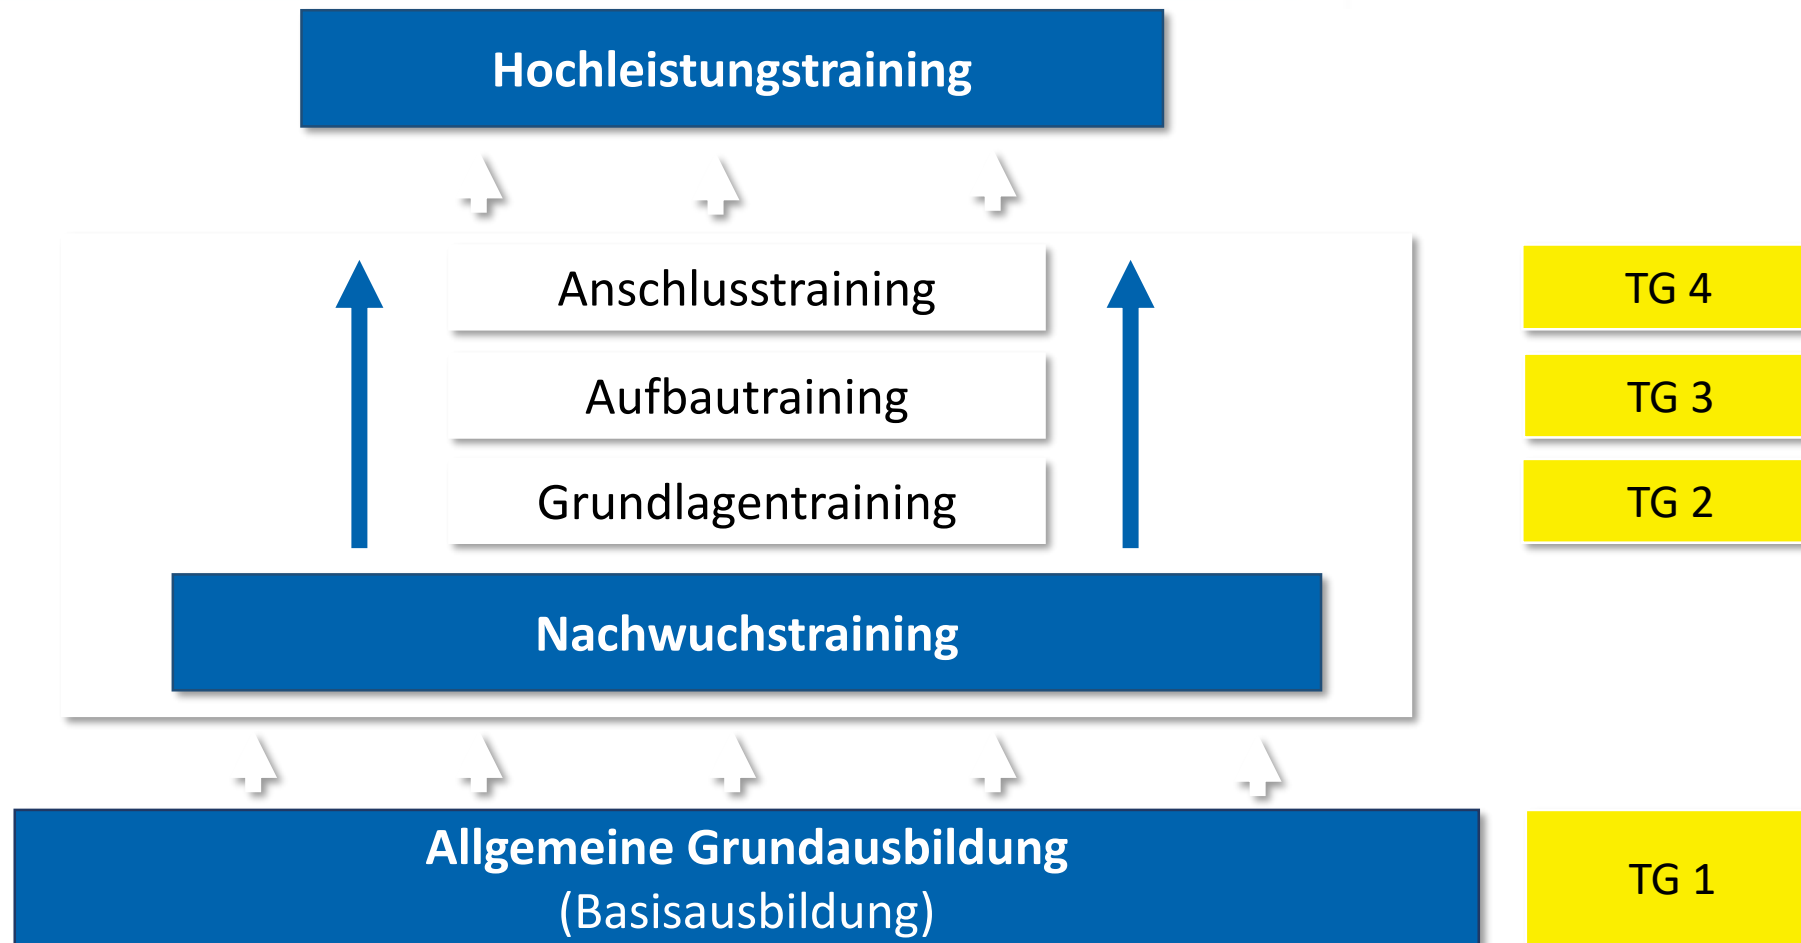 Hochleistungstraining
Anschlusstraining
TG 4
Aufbautraining
TG 3
Grundlagentraining
TG 2
Nachwuchstraining
Allgemeine Grundausbildung
(Basisausbildung)
TG 1